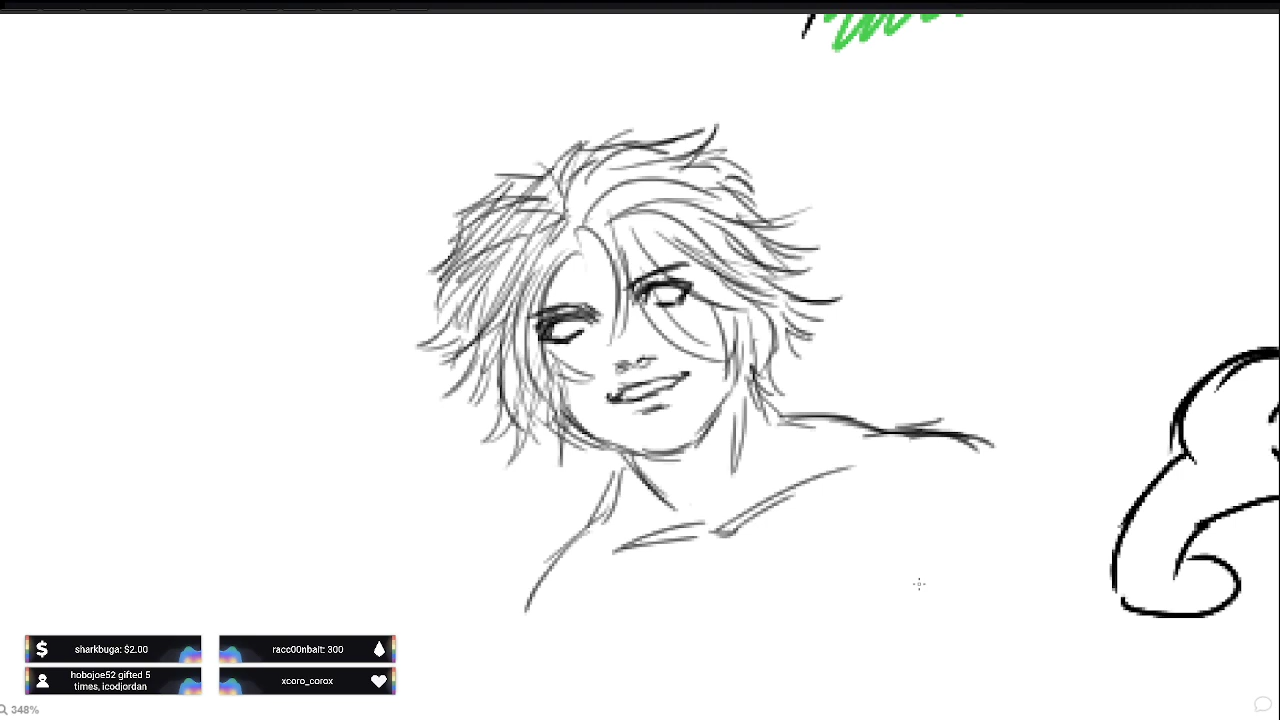 $ sharkbuga: $2.00
racc00nbait: 300
hobojoe52 gifted 5
times, icodjordan
xcoro_corox
348%